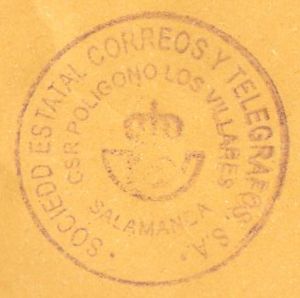 SOCIEDD ESTATAL CORREOS Y TELEGRAFOS S.A.
CSR POLIGONO LOS VILLARES
SALAMANCA